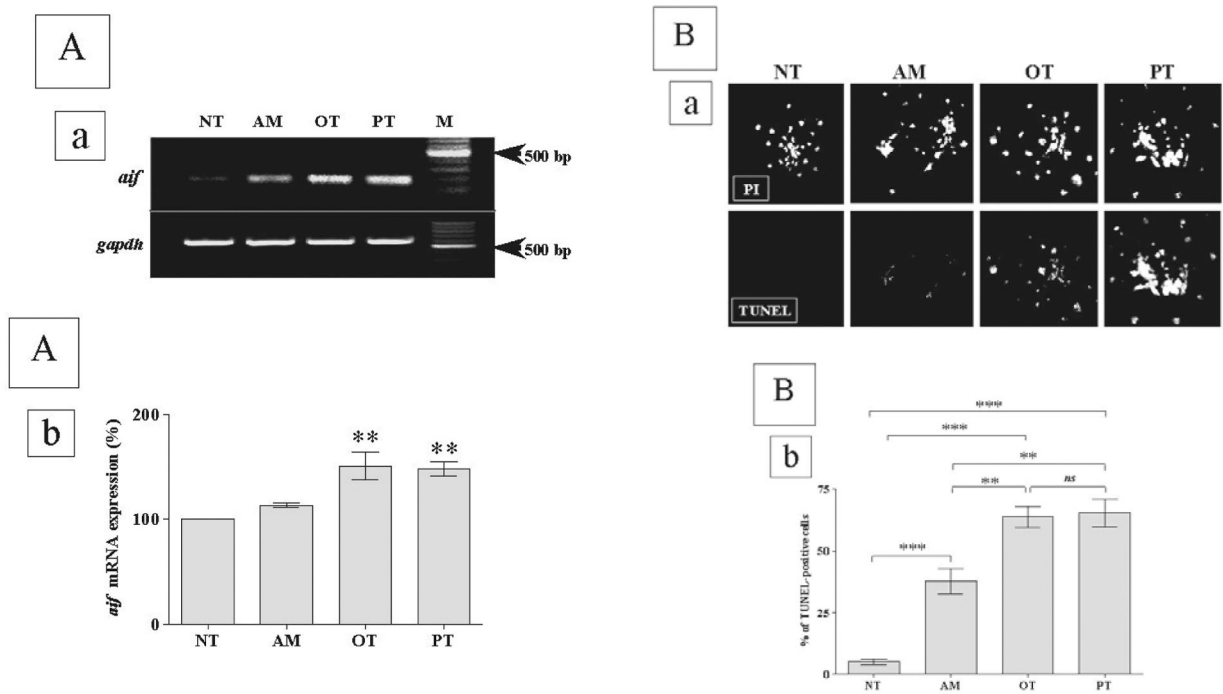 A
a
NT AM OT PT M
aif
500 bp
gapdh
500 bp
A
b
aif mRNA expression (%)
200
100
0
** **
NT AM OT PT
B
a
NT AM OT PT
PI
TUNEL
B
b
% of TUNEL-positive cells
75
50
25
0
***
***
**
** ns
***
NT AM OT PT